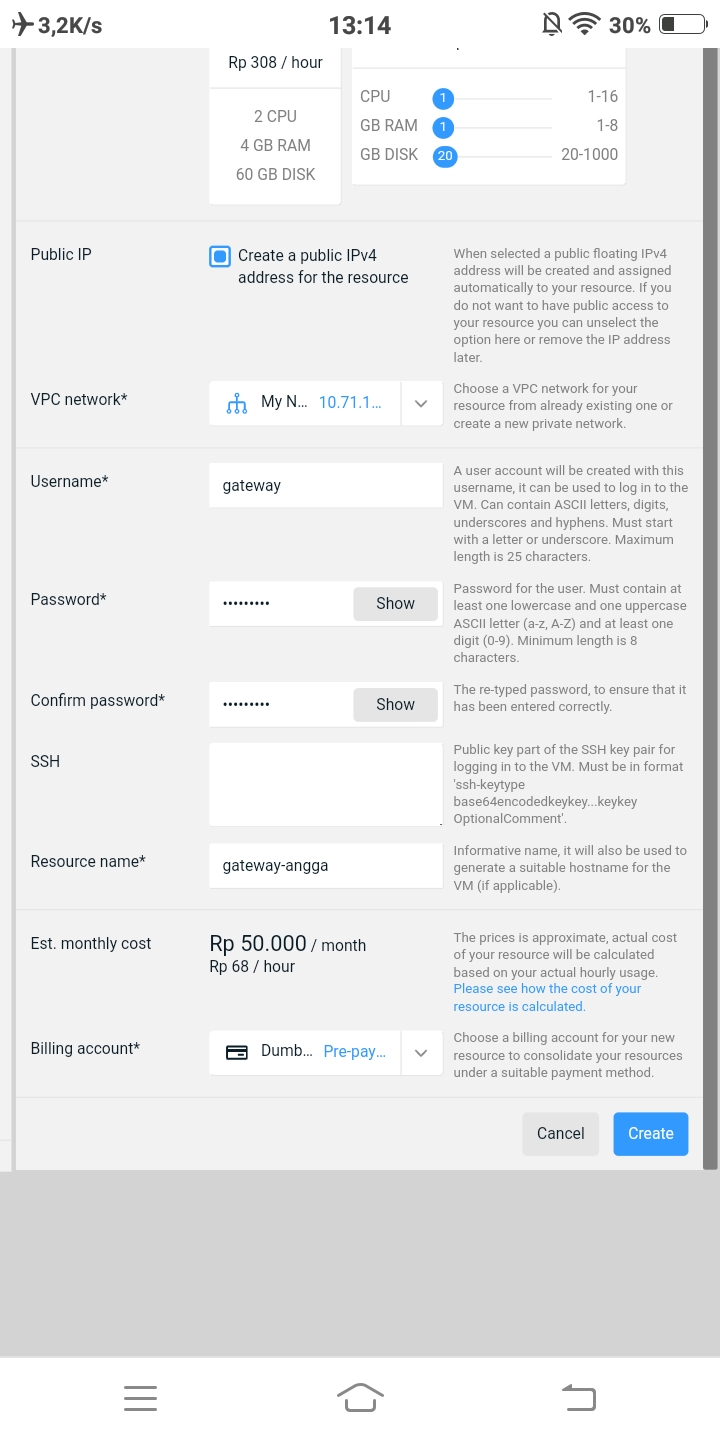 3,2K/s
13:14
30%
Rp 308 / hour
2 CPU
4 GB RAM
60 GB DISK
CPU
1
1-16
GB RAM
1
1-8
GB DISK
20
20-1000
Public IP
Create a public IPv4
address for the resource
When selected a public floating IPv4
address will be created and assigned
automatically to your resource. If you
do not want to have public access to
your resource you can unselect the
option here or remove the IP address
later.
VPC network*
My N... 10.71.1...
Choose a VPC network for your
resource from already existing one or
create a new private network.
Username*
gateway
A user account will be created with this
username, it can be used to log in to the
VM. Can contain ASCII letters, digits,
underscores and hyphens. Must start
with a letter or underscore. Maximum
length is 25 characters.
Password*
•••••••••
Show
Password for the user. Must contain at
least one lowercase and one uppercase
ASCII letter (a-z, A-Z) and at least one
digit (0-9). Minimum length is 8
characters.
Confirm password*
•••••••••
Show
The re-typed password, to ensure that it
has been entered correctly.
SSH
Public key part of the SSH key pair for
logging in to the VM. Must be in format
'ssh-keytype
base64encodedkeykey...keykey
OptionalComment'.
Resource name*
gateway-angga
Informative name, it will also be used to
generate a suitable hostname for the
VM (if applicable).
Est. monthly cost
Rp 50.000 / month
Rp 68 / hour
The prices is approximate, actual cost
of your resource will be calculated
based on your actual hourly usage.
Please see how the cost of your
resource is calculated.
Billing account*
Dumb... Pre-pay...
Choose a billing account for your new
resource to consolidate your resources
under a suitable payment method.
Cancel
Create